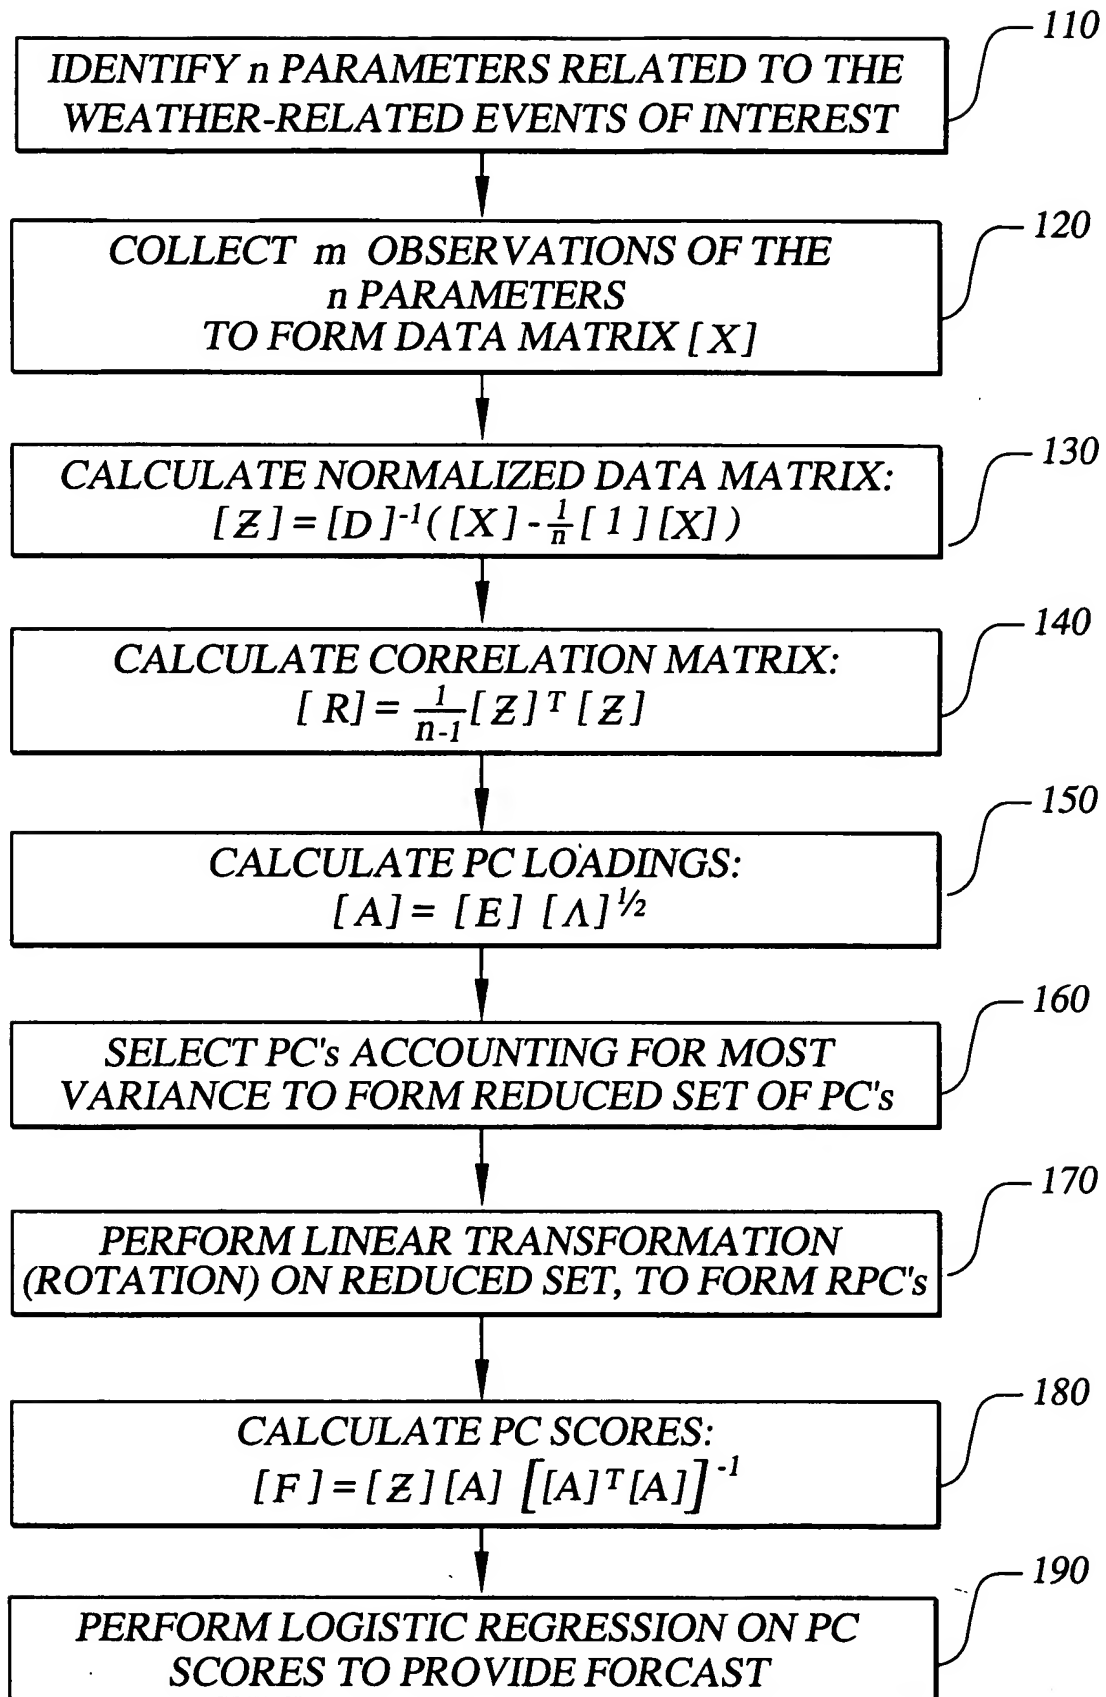 110
IDENTIFY n PARAMETERS RELATED TO THE
WEATHER-RELATED EVENTS OF INTEREST
120
COLLECT m OBSERVATIONS OF THE
n PARAMETERS
TO FORM DATA MATRIX [X]
130
CALCULATE NORMALIZED DATA MATRIX:
[Z]=[D]⁻¹([X]-1/n[1][X])
140
CALCULATE CORRELATION MATRIX:
[R]=1/n-1[Z]ᵀ[Z]
150
CALCULATE PC LOADINGS:
[A]=[E][Λ]^½
160
SELECT PC's ACCOUNTING FOR MOST
VARIANCE TO FORM REDUCED SET OF PC's
170
PERFORM LINEAR TRANSFORMATION
(ROTATION) ON REDUCED SET, TO FORM RPC's
180
CALCULATE PC SCORES:
[F]=[Z][A][[A]ᵀ[A]]⁻¹
190
PERFORM LOGISTIC REGRESSION ON PC
SCORES TO PROVIDE FORCAST